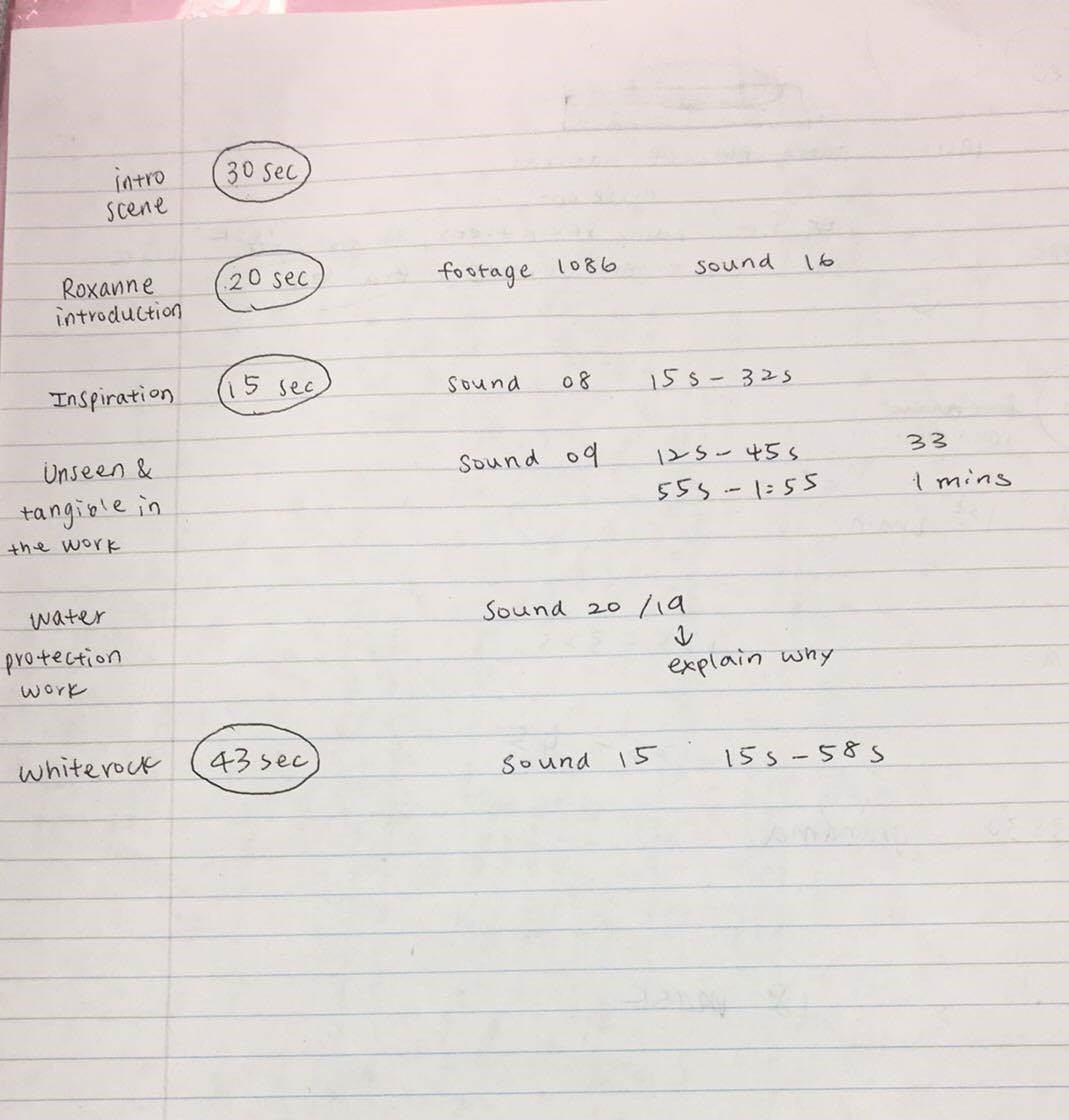 intro 30 sec
scene
Roxanne 20 sec footage 1086 sound 16
introduction
Inspiration 15 sec sound 08 15s - 32s
Unseen & sound 09 12s - 45s 33
tangible in 55s - 1:55 1 mins
the work
water sound 20 /19
protection ↓ explain why
work
whiterock 43 sec sound 15 15s - 58s